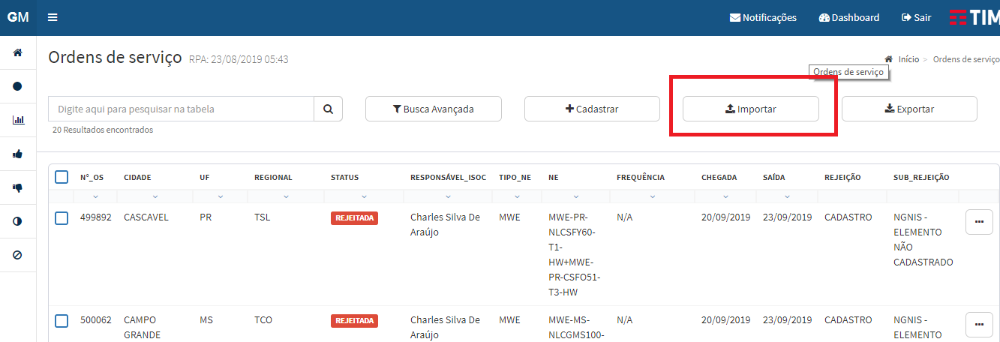 GM
Notificações
Dashboard
Sair
TIM
Ordens de serviço RPA: 23/08/2019 05:43
Início > Ordens de serviço
Ordens de serviço
Digite aqui para pesquisar na tabela
Busca Avançada
Cadastrar
Importar
Exportar
20 Resultados encontrados
Nº_OS CIDADE UF REGIONAL STATUS RESPONSÁVEL_ISOC TIPO_NE NE FREQUÊNCIA CHEGADA SAÍDA REJEIÇÃO SUB_REJEIÇÃO
499892 CASCAVEL PR TSL REJEITADA Charles Silva De MWE MWE-PR- N/A 20/09/2019 23/09/2019 CADASTRO NGNIS -
Araújo NLCSFY60- ELEMENTO
T1- NÃO
HW+MWE- CADASTRADO
PR-CSFO51-
T3-HW
500062 CAMPO MS TCO REJEITADA Charles Silva De MWE MWE-MS- N/A 20/09/2019 23/09/2019 CADASTRO NGNIS -
GRANDE Araújo NLCGMS100- ELEMENTO